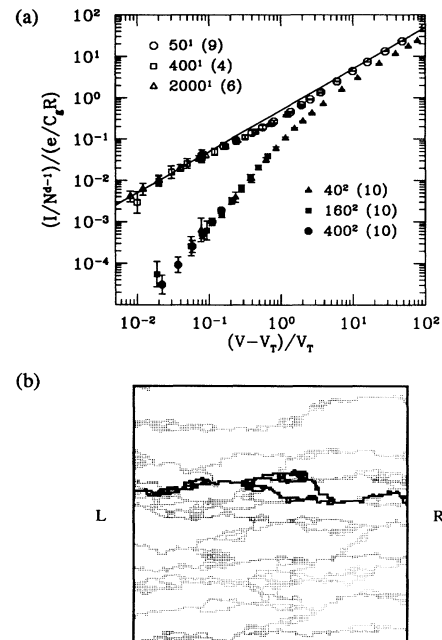 (a)
10²
10¹
10⁰
10⁻¹
10⁻²
10⁻³
10⁻⁴
(I/Nᵈ⁻¹)/(e/C_gR)
50¹ (9)
400¹ (4)
2000¹ (6)
40² (10)
160² (10)
400² (10)
10⁻² 10⁻¹ 10⁰ 10¹ 10²
(V−V_T)/V_T
(b)
L
R